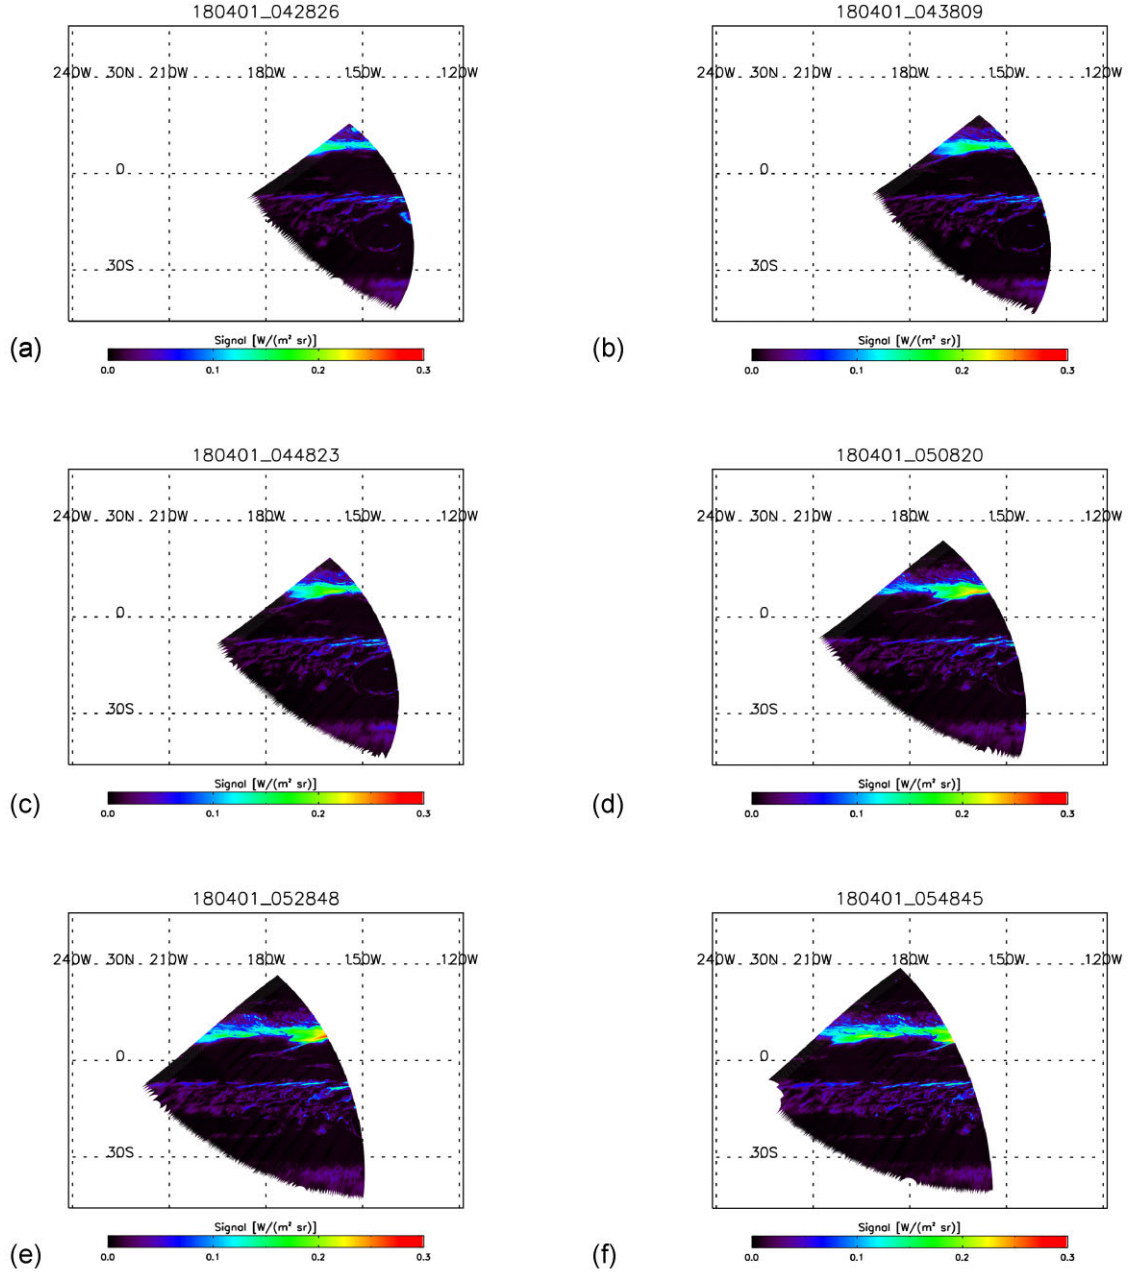 180401_042826
240W 30N 210W 180W 150W 120W
0
30S
Signal [W/(m² sr)]
0.0 0.1 0.2 0.3
(a)
180401_043809
240W 30N 210W 180W 150W 120W
0
30S
Signal [W/(m² sr)]
0.0 0.1 0.2 0.3
(b)
180401_044823
240W 30N 210W 180W 150W 120W
0
30S
Signal [W/(m² sr)]
0.0 0.1 0.2 0.3
(c)
180401_050820
240W 30N 210W 180W 150W 120W
0
30S
Signal [W/(m² sr)]
0.0 0.1 0.2 0.3
(d)
180401_052848
240W 30N 210W 180W 150W 120W
0
30S
Signal [W/(m² sr)]
0.0 0.1 0.2 0.3
(e)
180401_054845
240W 30N 210W 180W 150W 120W
0
30S
Signal [W/(m² sr)]
0.0 0.1 0.2 0.3
(f)